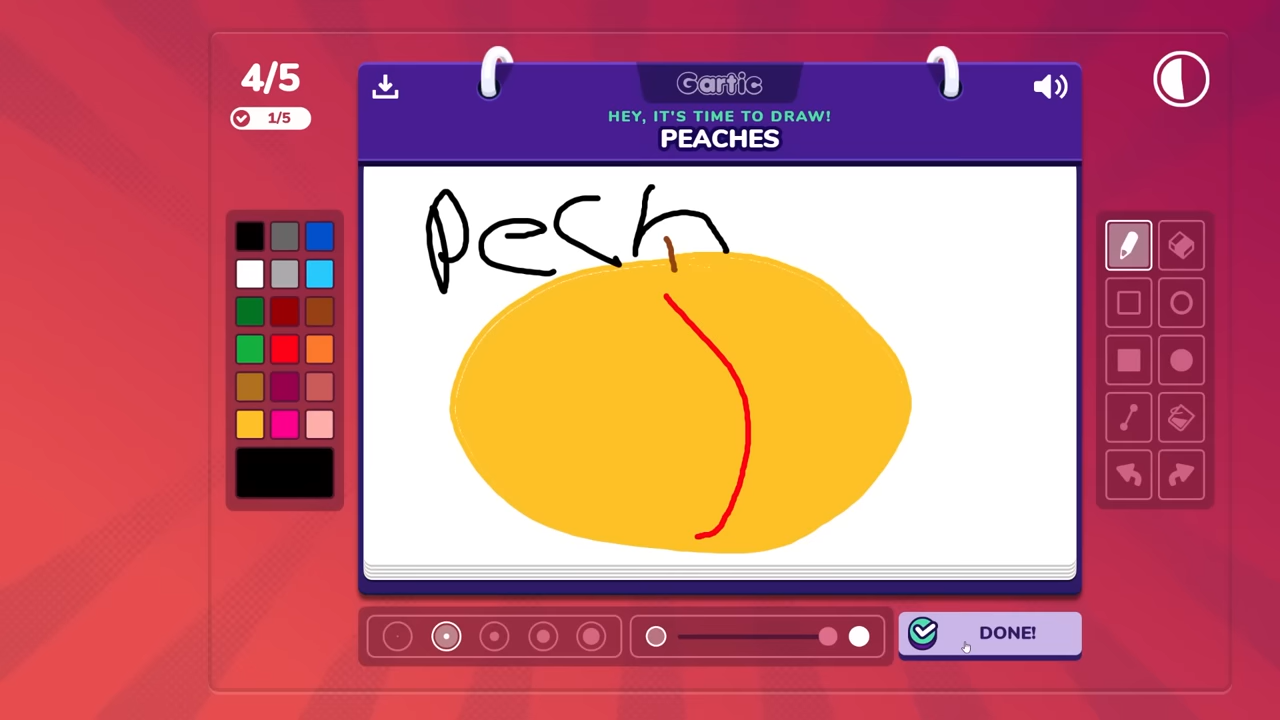 4/5
1/5
Gartic
HEY, IT'S TIME TO DRAW!
PEACHES
Pech
DONE!